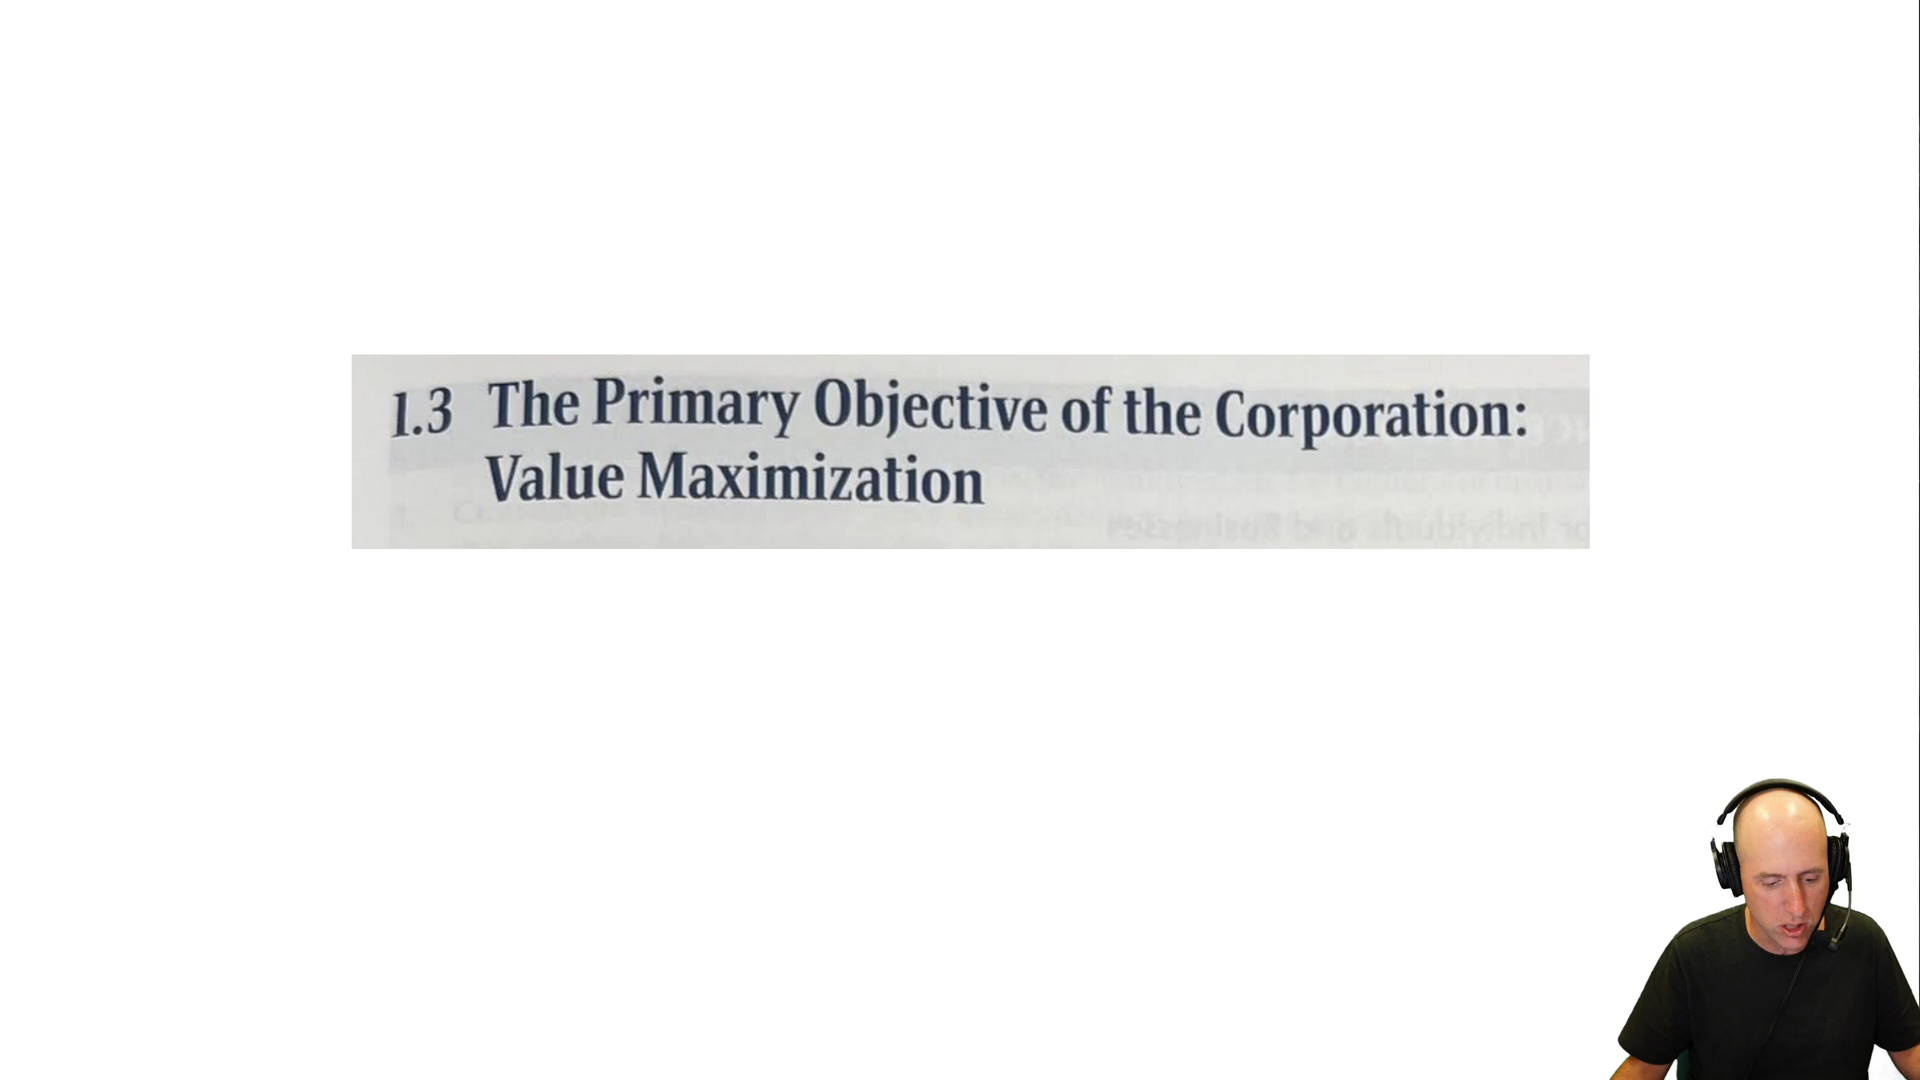 1.3 The Primary Objective of the Corporation:
Value Maximization